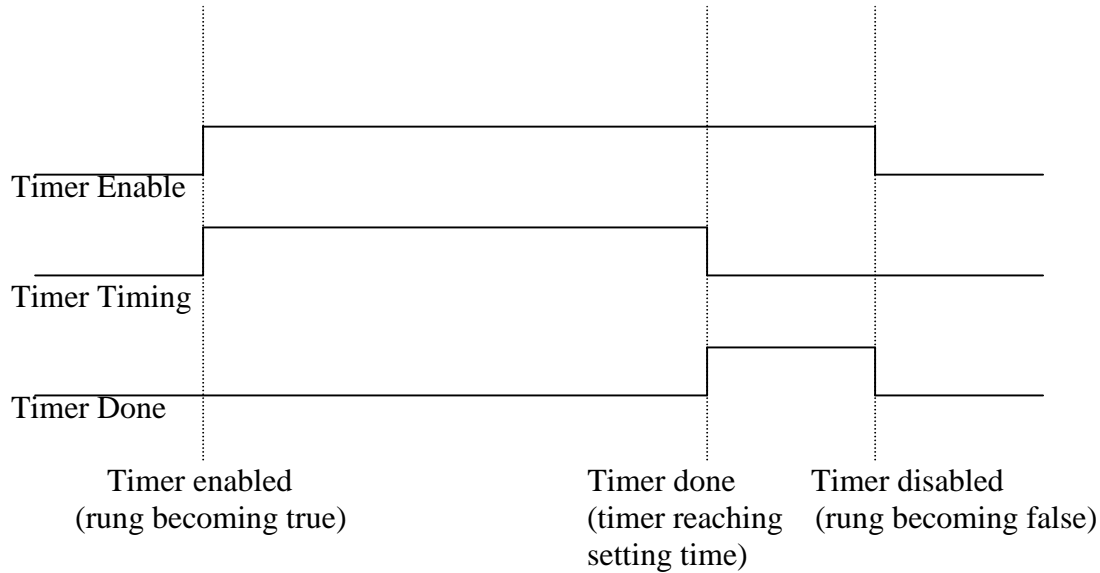 Timer Enable
Timer Timing
Timer Done
Timer enabled
(rung becoming true)
Timer done
(timer reaching
setting time)
Timer disabled
(rung becoming false)